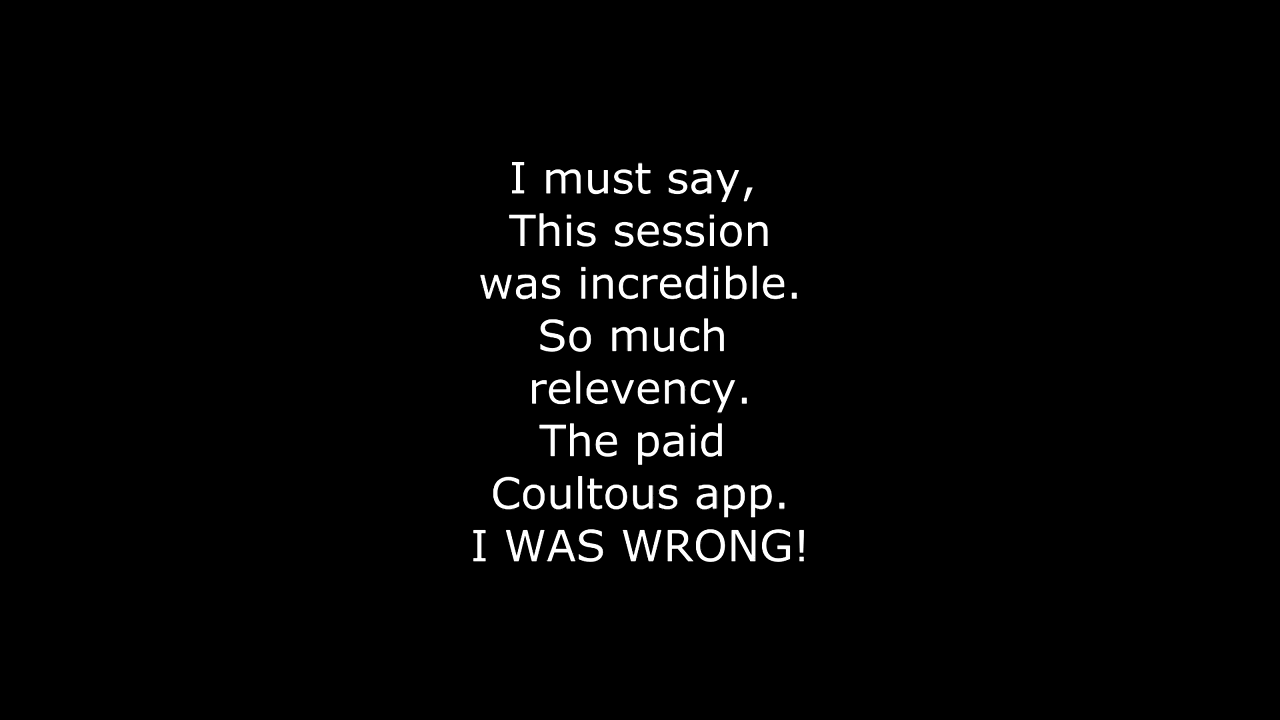 I must say,
This session
was incredible.
So much
relevency.
The paid
Coultous app.
I WAS WRONG!